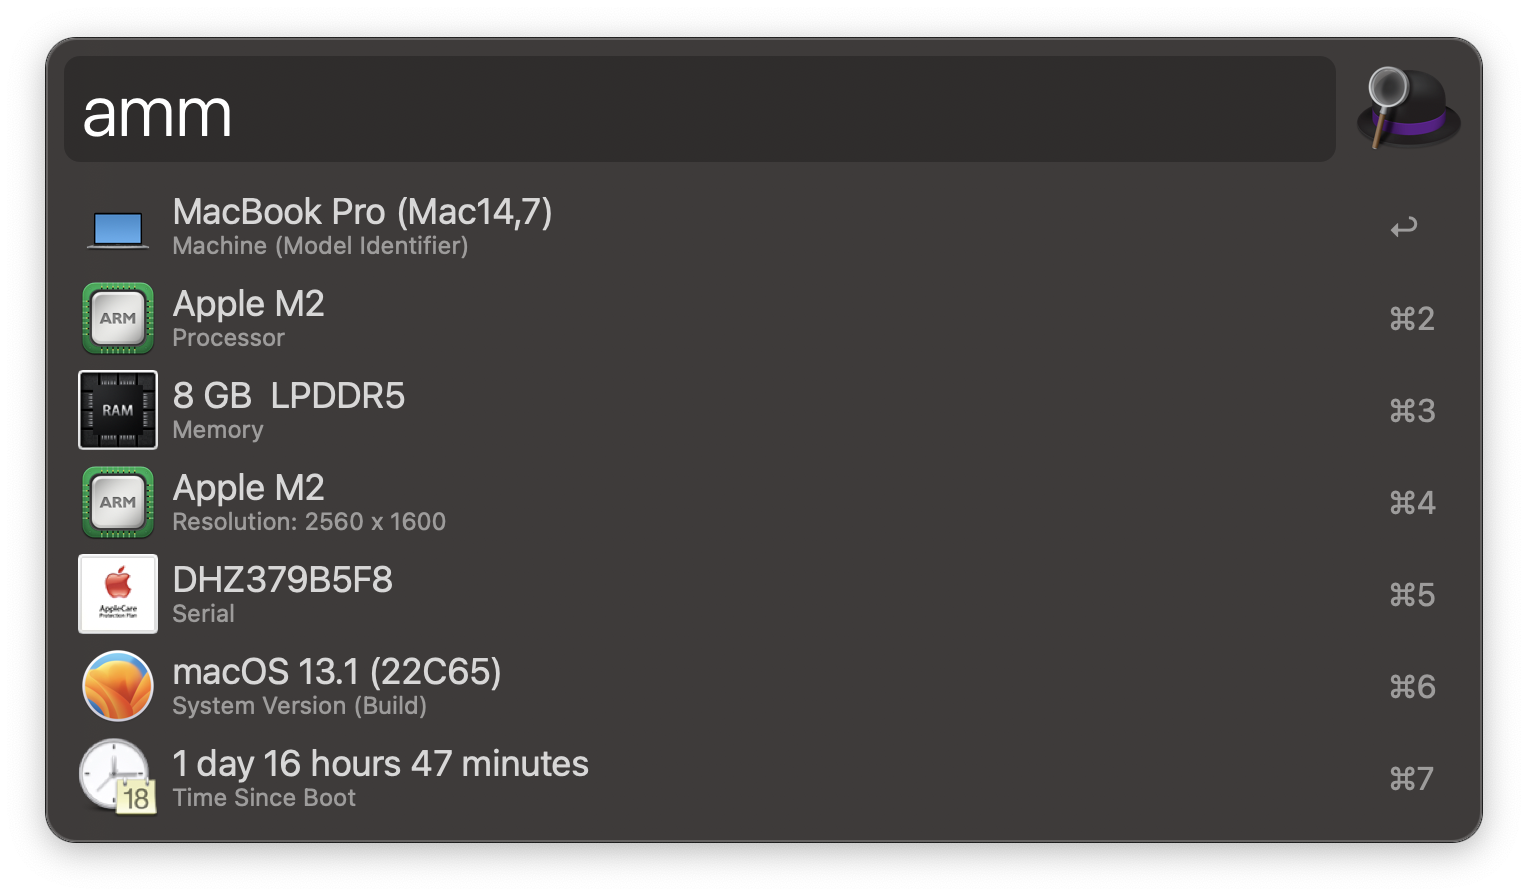 amm
MacBook Pro (Mac14,7)
Machine (Model Identifier)
↩
ARM
Apple M2
Processor
⌘2
RAM
8 GB  LPDDR5
Memory
⌘3
ARM
Apple M2
Resolution: 2560 x 1600
⌘4
AppleCare
Protection Plan
DHZ379B5F8
Serial
⌘5
macOS 13.1 (22C65)
System Version (Build)
⌘6
18
1 day 16 hours 47 minutes
Time Since Boot
⌘7